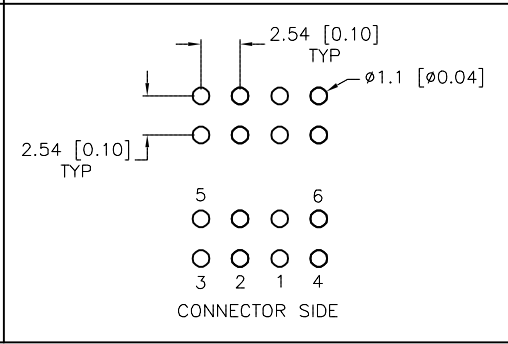 2.54 [0.10]
TYP
ø1.1 [ø0.04]
2.54 [0.10]
TYP
5 6
3 2 1 4
CONNECTOR SIDE